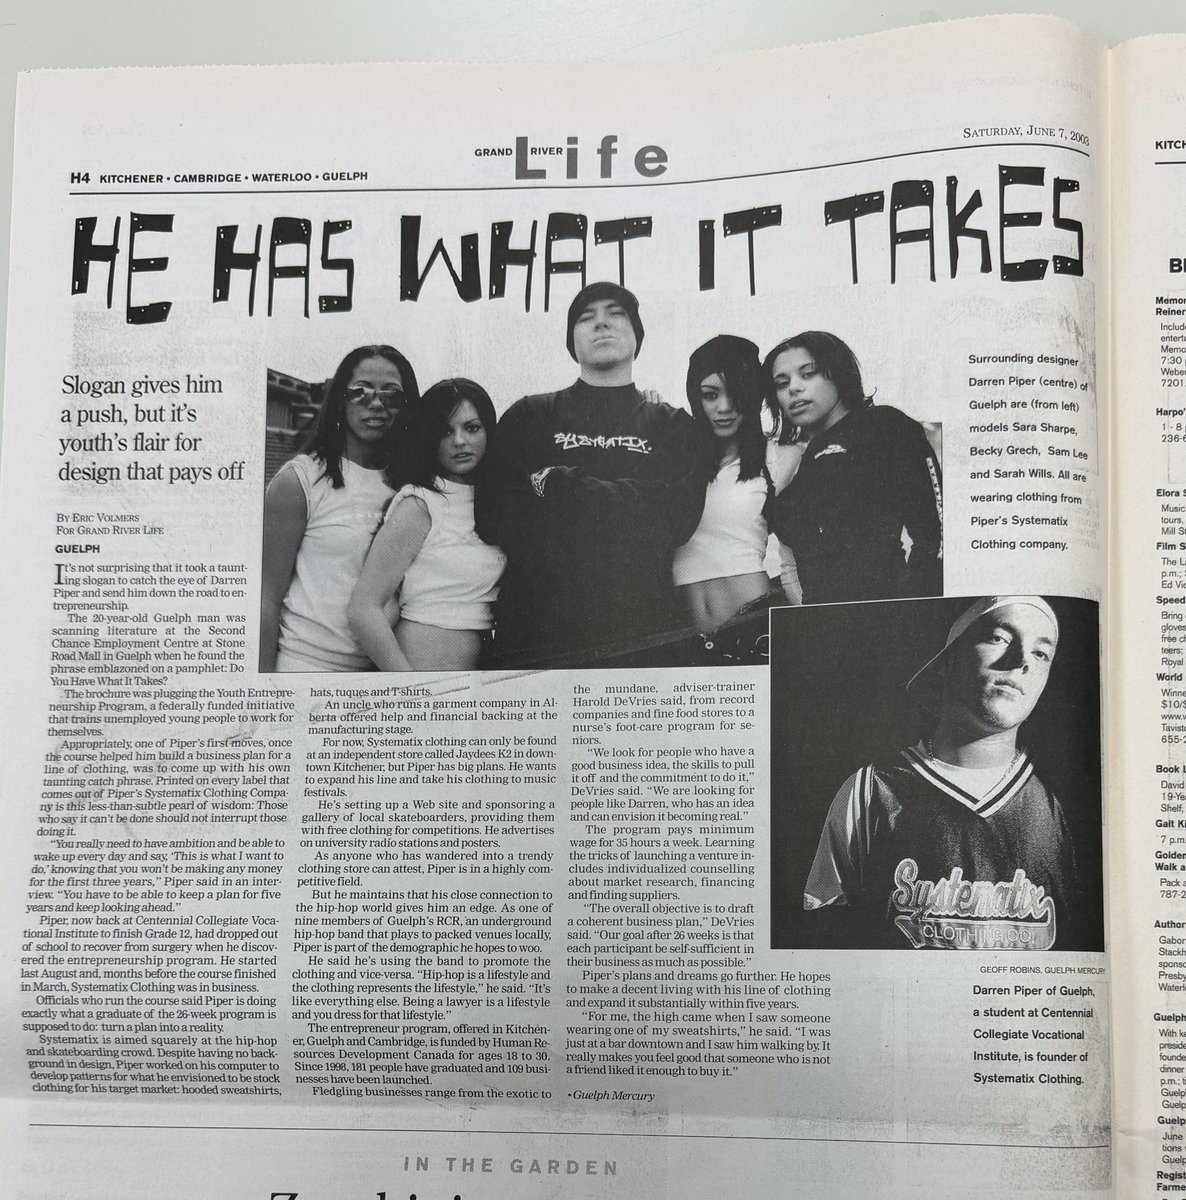 H4 KITCHENER • CAMBRIDGE • WATERLOO • GUELPH
GRAND RIVER Life
SATURDAY, JUNE 7, 2003
HE HAS WHAT IT TAKES
Slogan gives him
a push, but it's
youth's flair for
design that pays off
BY ERIC VOLMERS
FOR GRAND RIVER LIFE
GUELPH
It's not surprising that it took a taunt-
ing slogan to catch the eye of Darren
Piper and send him down the road to en-
trepreneurship.
The 20-year-old Guelph man was
scanning literature at the Second
Chance Employment Centre at Stone
Road Mall in Guelph when he found the
phrase emblazoned on a pamphlet: Do
You Have What It Takes?
The brochure was plugging the Youth Entrepre-
neurship Program, a federally funded initiative
that trains unemployed young people to work for
themselves.
Appropriately, one of Piper's first moves, once
the course helped him build a business plan for a
line of clothing, was to come up with his own
taunting catch phrase. Printed on every label that
comes out of Piper's Systematix Clothing Compa-
ny is this less-than-subtle pearl of wisdom: Those
who say it can't be done should not interrupt those
doing it.
"You really need to have ambition and be able to
wake up every day and say, 'This is what I want to
do,' knowing that you won't be making any money
for the first three years," Piper said in an inter-
view. "You have to be able to keep a plan for five
years and keep looking ahead."
Piper, now back at Centennial Collegiate Voca-
tional Institute to finish Grade 12, had dropped out
of school to recover from surgery when he discov-
ered the entrepreneurship program. He started
last August and, months before the course finished
in March, Systematix Clothing was in business.
Officials who run the course said Piper is doing
exactly what a graduate of the 26-week program is
supposed to do: turn a plan into a reality.
Systematix is aimed squarely at the hip-hop
and skateboarding crowd. Despite having no back-
ground in design, Piper worked on his computer to
develop patterns for what he envisioned to be stock
clothing for his target market: hooded sweatshirts,
hats, tuques and T-shirts.
An uncle who runs a garment company in Al-
berta offered help and financial backing at the
manufacturing stage.
For now, Systematix clothing can only be found
at an independent store called Jaydees K2 in down-
town Kitchener, but Piper has big plans. He wants
to expand his line and take his clothing to music
festivals.
He's setting up a Web site and sponsoring a
gallery of local skateboarders, providing them
with free clothing for competitions. He advertises
on university radio stations and posters.
As anyone who has wandered into a trendy
clothing store can attest, Piper is in a highly com-
petitive field.
But he maintains that his close connection to
the hip-hop world gives him an edge. As one of
nine members of Guelph's RCR, an underground
hip-hop band that plays to packed venues locally,
Piper is part of the demographic he hopes to woo.
He said he's using the band to promote the
clothing and vice-versa. "Hip-hop is a lifestyle and
the clothing represents the lifestyle," he said. "It's
like everything else. Being a lawyer is a lifestyle
and you dress for that lifestyle."
The entrepreneur program, offered in Kitchen-
er, Guelph and Cambridge, is funded by Human Re-
sources Development Canada for ages 18 to 30.
Since 1998, 181 people have graduated and 109 busi-
nesses have been launched.
Fledgling businesses range from the exotic to
the mundane, adviser-trainer
Harold DeVries said, from record
companies and fine food stores to a
nurse's foot-care program for se-
niors.
"We look for people who have a
good business idea, the skills to pull
it off and the commitment to do it,"
DeVries said. "We are looking for
people like Darren, who has an idea
and can envision it becoming real."
The program pays minimum
wage for 35 hours a week. Learning
the tricks of launching a venture in-
cludes individualized counselling
about market research, financing
and finding suppliers.
"The overall objective is to draft
a coherent business plan," DeVries
said. "Our goal after 26 weeks is that
each participant be self-sufficient in
their business as much as possible."
Piper's plans and dreams go further. He hopes
to make a decent living with his line of clothing
and expand it substantially within five years.
"For me, the high came when I saw someone
wearing one of my sweatshirts," he said. "I was
just at a bar downtown and I saw him walking by. It
really makes you feel good that someone who is not
a friend liked it enough to buy it."
• Guelph Mercury
SYSTEMATIX
Surrounding designer
Darren Piper (centre) of
Guelph are (from left)
models Sara Sharpe,
Becky Grech, Sam Lee
and Sarah Wills. All are
wearing clothing from
Piper's Systematix
Clothing company.
Systematix
CLOTHING CO.
GEOFF ROBINS, GUELPH MERCURY
Darren Piper of Guelph,
a student at Centennial
Collegiate Vocational
Institute, is founder of
Systematix Clothing.
IN THE GARDEN